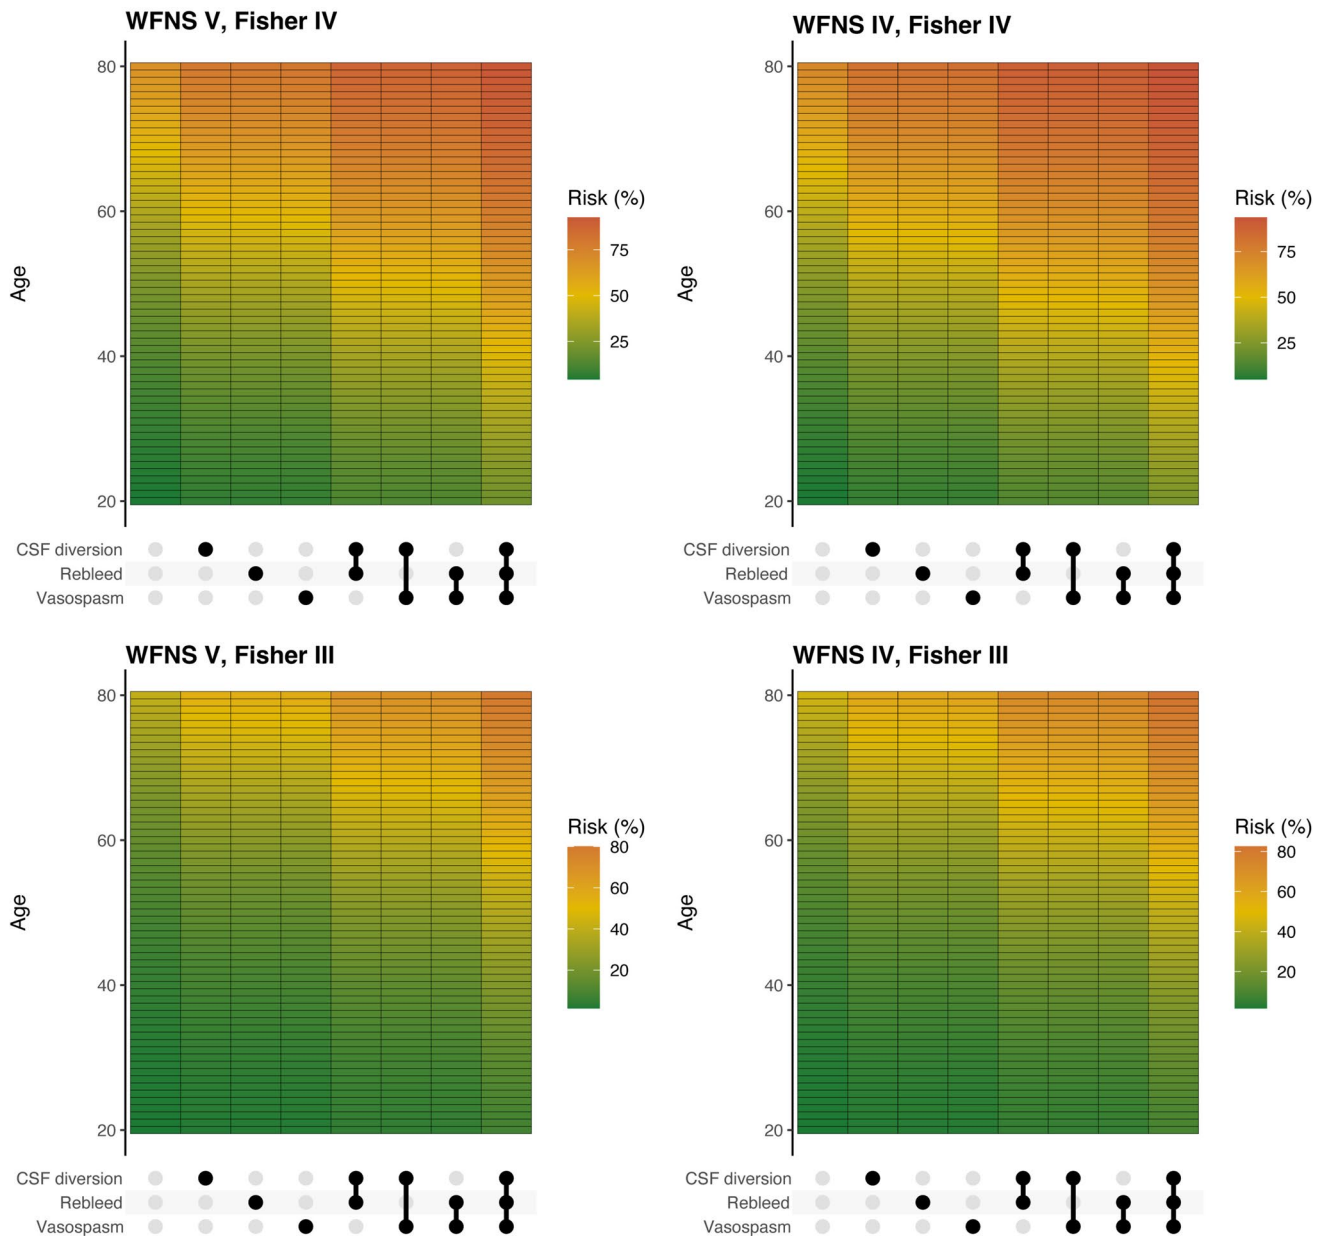 WFNS V, Fisher IV
80
60
40
20
Age
Risk (%)
75
50
25
CSF diversion
Rebleed
Vasospasm
WFNS IV, Fisher IV
80
60
40
20
Age
Risk (%)
75
50
25
CSF diversion
Rebleed
Vasospasm
WFNS V, Fisher III
80
60
40
20
Age
Risk (%)
80
60
40
20
CSF diversion
Rebleed
Vasospasm
WFNS IV, Fisher III
80
60
40
20
Age
Risk (%)
80
60
40
20
CSF diversion
Rebleed
Vasospasm